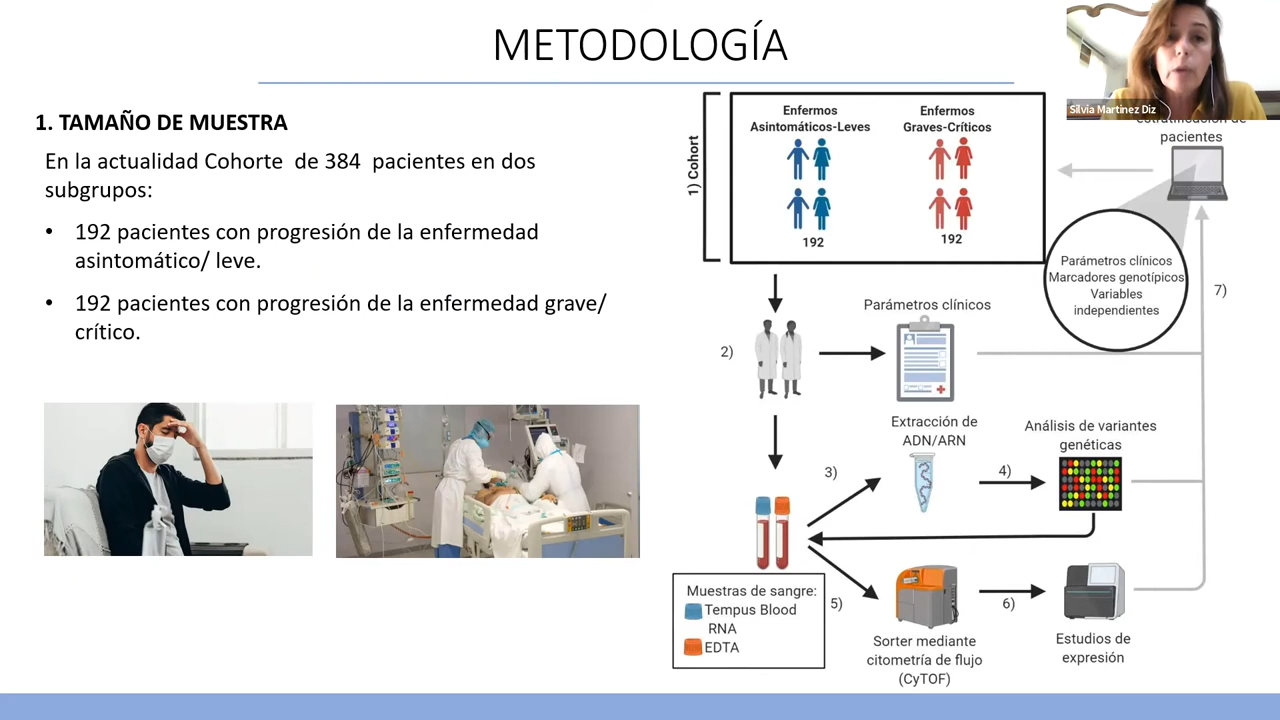 METODOLOGÍA
Silvia Martinez Diz
1. TAMAÑO DE MUESTRA
En la actualidad Cohorte de 384 pacientes en dos
subgrupos:
• 192 pacientes con progresión de la enfermedad
asintomático/ leve.
• 192 pacientes con progresión de la enfermedad grave/
crítico.
1) Cohort
Enfermos
Asintomáticos-Leves
192
Enfermos
Graves-Críticos
192
estratificación de
pacientes
Parámetros clínicos
Marcadores genotípicos
Variables
independientes
7)
2)
Parámetros clínicos
3)
Extracción de
ADN/ARN
4)
Análisis de variantes
genéticas
Muestras de sangre:
Tempus Blood
RNA
EDTA
5)
Sorter mediante
citometría de flujo
(CyTOF)
6)
Estudios de
expresión